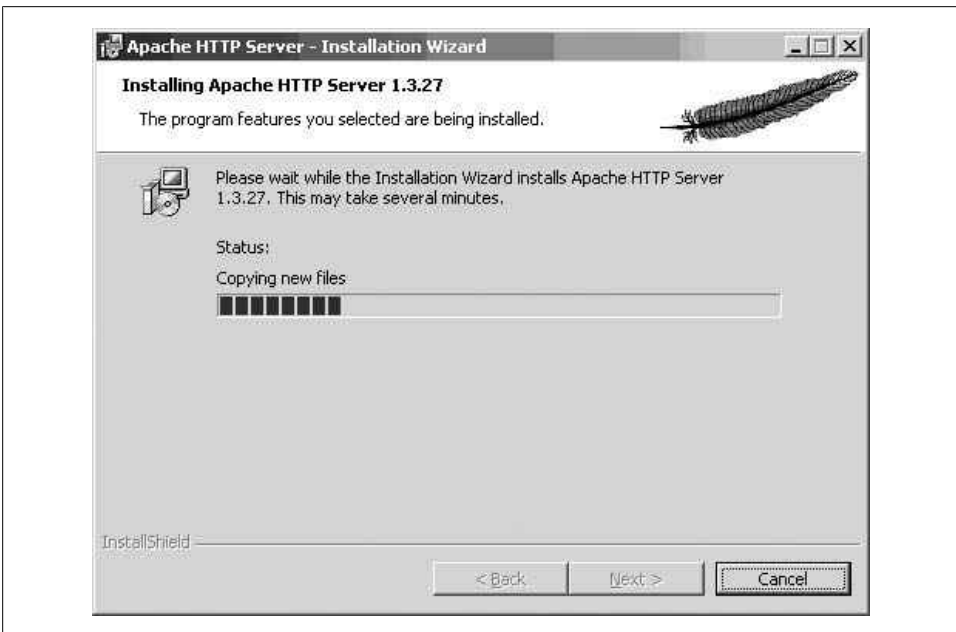 Apache HTTP Server - Installation Wizard
Installing Apache HTTP Server 1.3.27
The program features you selected are being installed.
Please wait while the Installation Wizard installs Apache HTTP Server
1.3.27. This may take several minutes.
Status:
Copying new files
InstallShield
< Back
Next >
Cancel